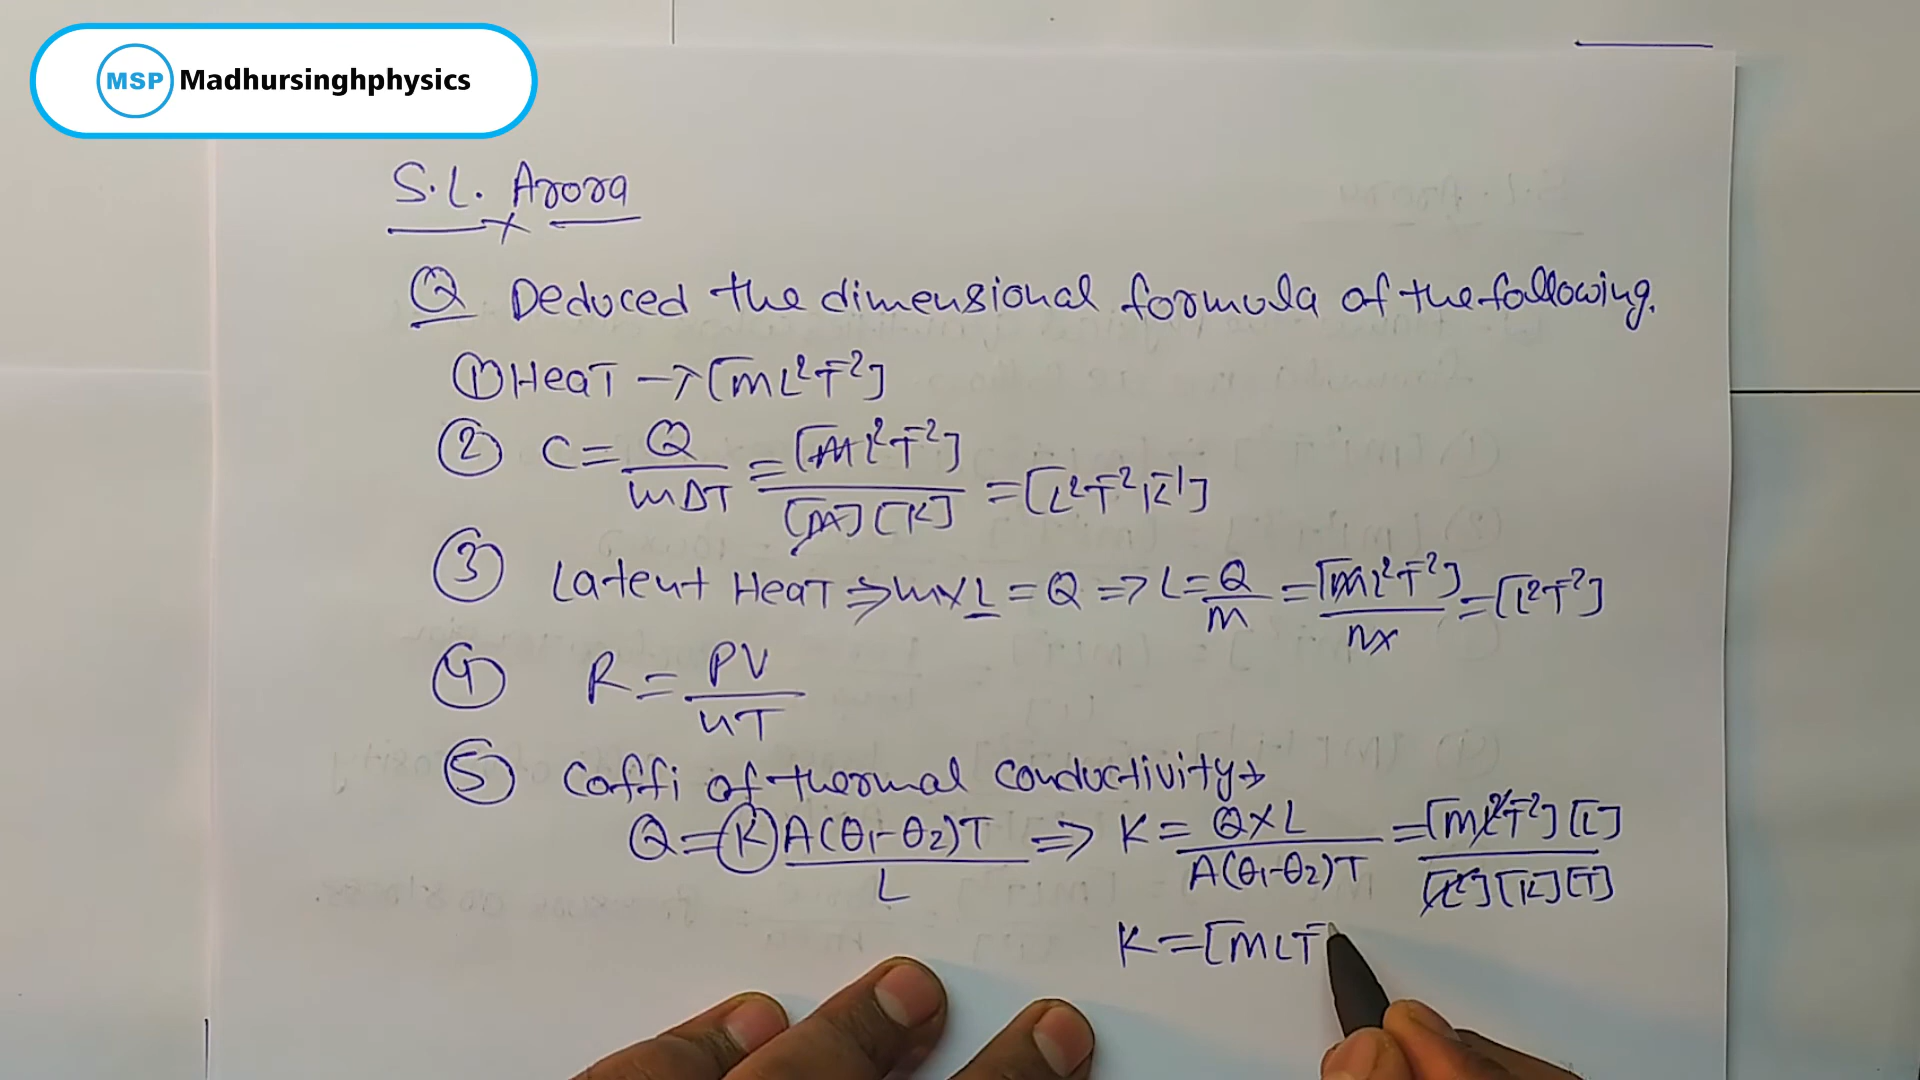 MSP Madhursinghphysics
S.L. Arora
Q Deduced the dimensional formula of the following.
① Heat → [ML²T⁻²]
② C = Q/mΔT = [ML²T⁻²]/[M][K] = [L²T⁻²K⁻¹]
③ Latent Heat ⇒ m×L = Q ⇒ L = Q/m = [ML²T⁻²]/M = [L²T⁻²]
④ R = PV/nT
⑤ Coffi of thermal conductivity→
Q = K A(θ₁-θ₂)T/L ⇒ K = Q×L/A(θ₁-θ₂)T = [ML²T⁻²][L]/[L²][K][T]
K = [MLT⁻